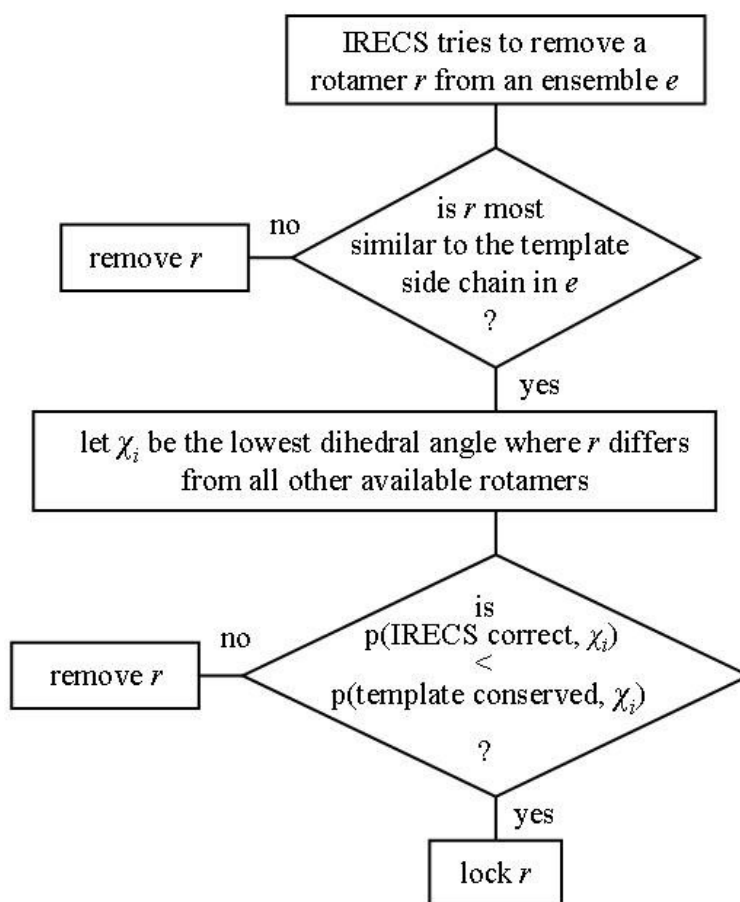 IRECS tries to remove a
rotamer r from an ensemble e
is r most
similar to the template
side chain in e
?
no
remove r
yes
let χi be the lowest dihedral angle where r differs
from all other available rotamers
is
p(IRECS correct, χi)
<
p(template conserved, χi)
?
no
remove r
yes
lock r